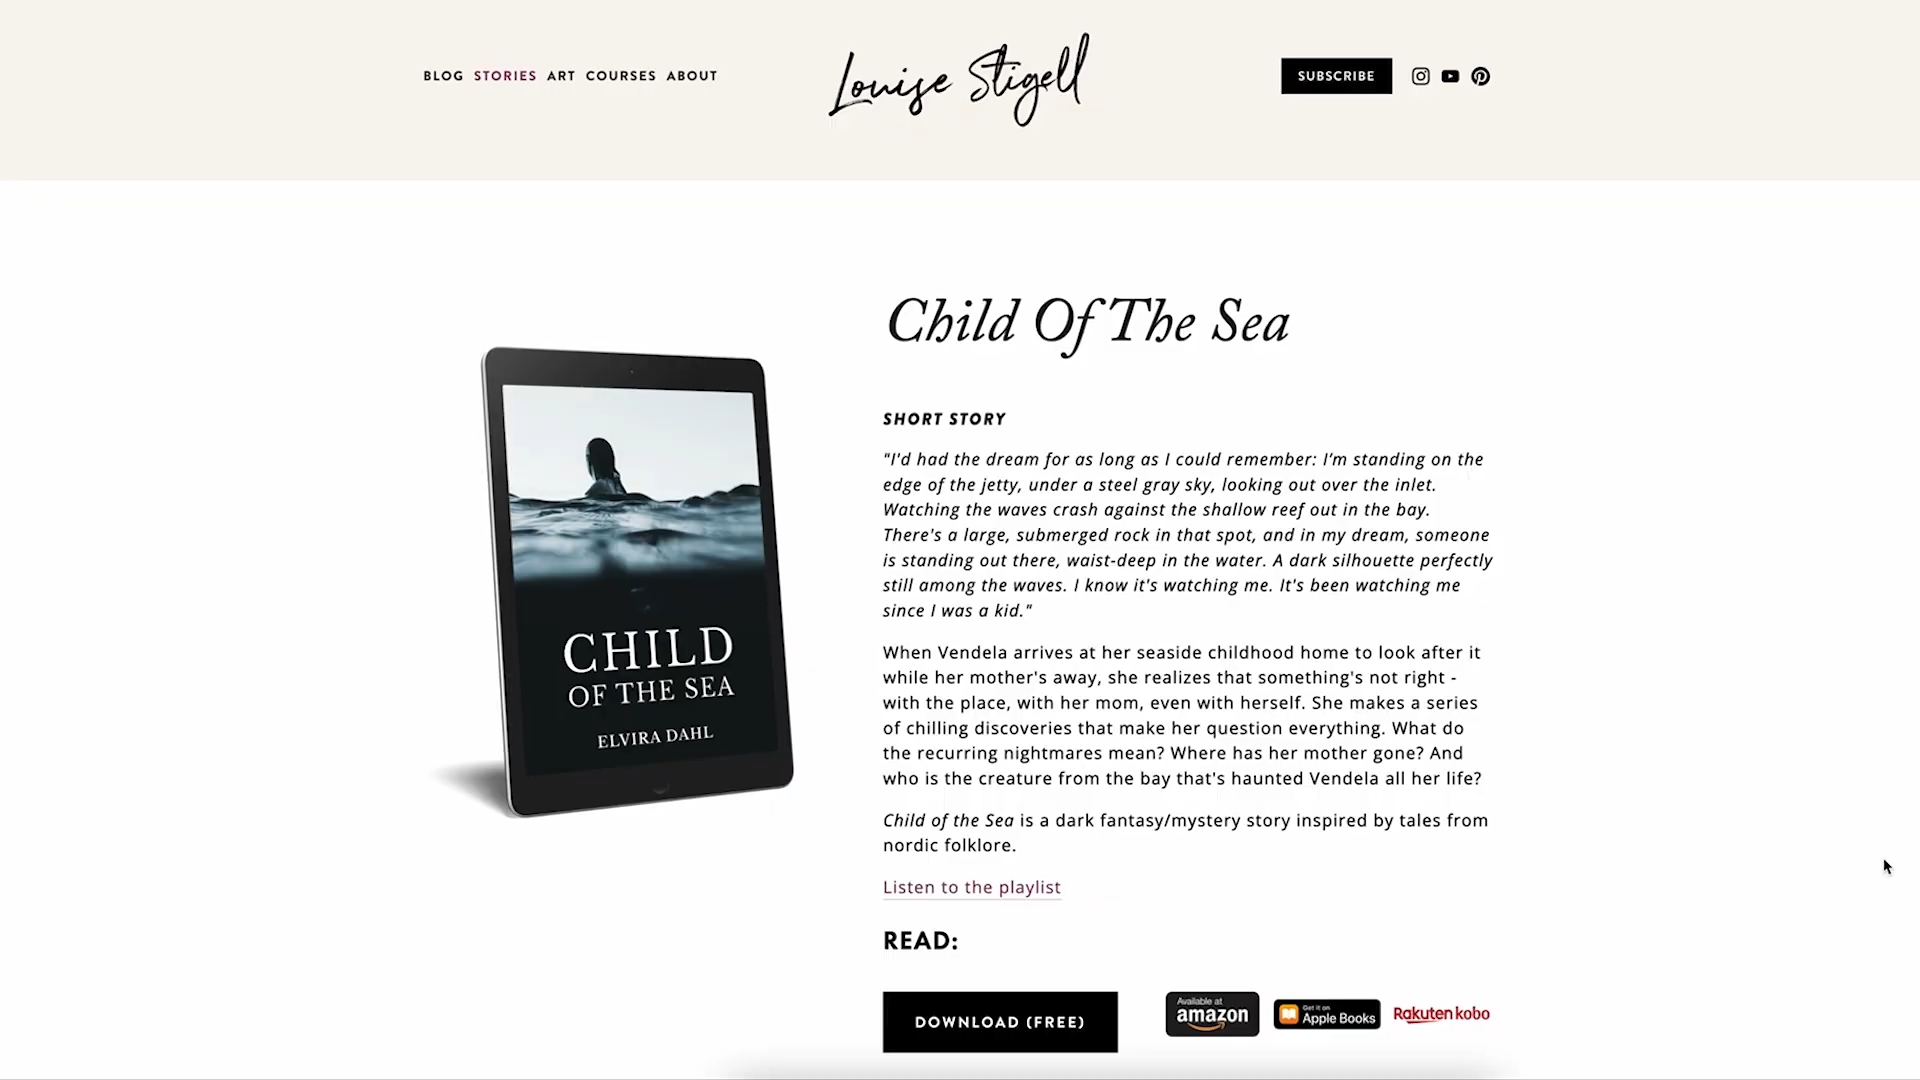 BLOG STORIES ART COURSES ABOUT
Louise Stigell
SUBSCRIBE
Child Of The Sea
SHORT STORY
"I'd had the dream for as long as I could remember: I'm standing on the
edge of the jetty, under a steel gray sky, looking out over the inlet.
Watching the waves crash against the shallow reef out in the bay.
There's a large, submerged rock in that spot, and in my dream, someone
is standing out there, waist-deep in the water. A dark silhouette perfectly
still among the waves. I know it's watching me. It's been watching me
since I was a kid."
When Vendela arrives at her seaside childhood home to look after it
while her mother's away, she realizes that something's not right -
with the place, with her mom, even with herself. She makes a series
of chilling discoveries that make her question everything. What do
the recurring nightmares mean? Where has her mother gone? And
who is the creature from the bay that's haunted Vendela all her life?
Child of the Sea is a dark fantasy/mystery story inspired by tales from
nordic folklore.
Listen to the playlist
READ:
DOWNLOAD (FREE)
Available at
amazon
Get it on
Apple Books
Rakuten kobo
CHILD
OF THE SEA
ELVIRA DAHL